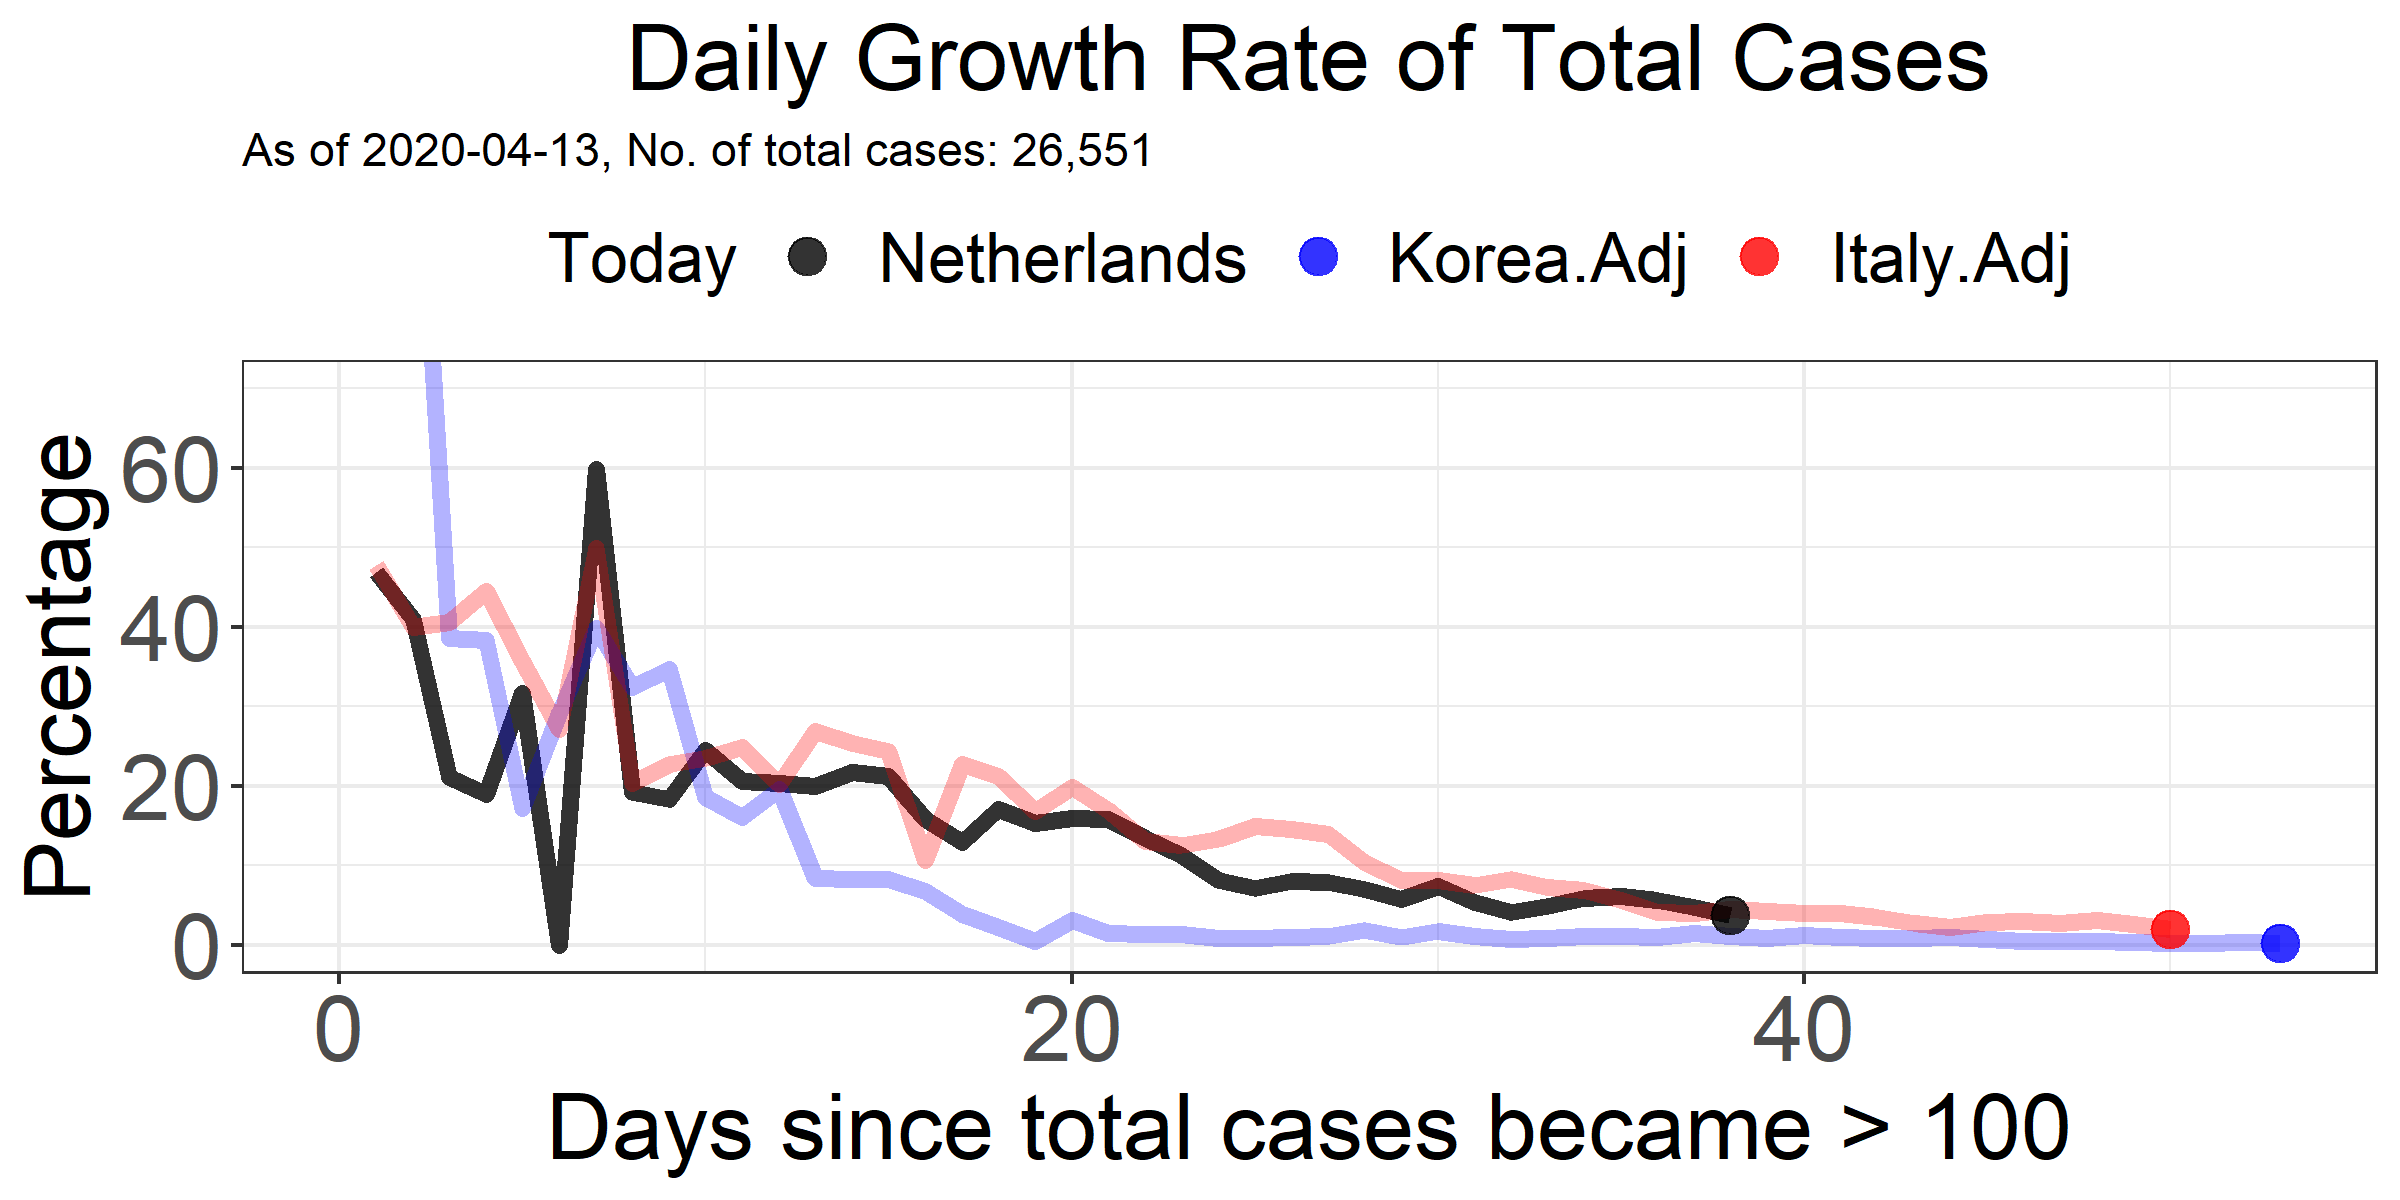 Daily Growth Rate of Total Cases
As of 2020-04-13, No. of total cases: 26,551
Today Netherlands Korea.Adj Italy.Adj
Percentage
60
40
20
0
0 20 40
Days since total cases became > 100